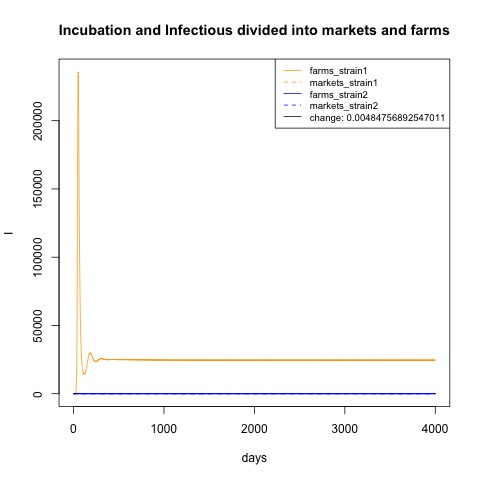 Incubation and Infectious divided into markets and farms
farms_strain1
markets_strain1
farms_strain2
markets_strain2
change: 0.00484756892547011
200000
150000
100000
50000
0
I
0 1000 2000 3000 4000
days